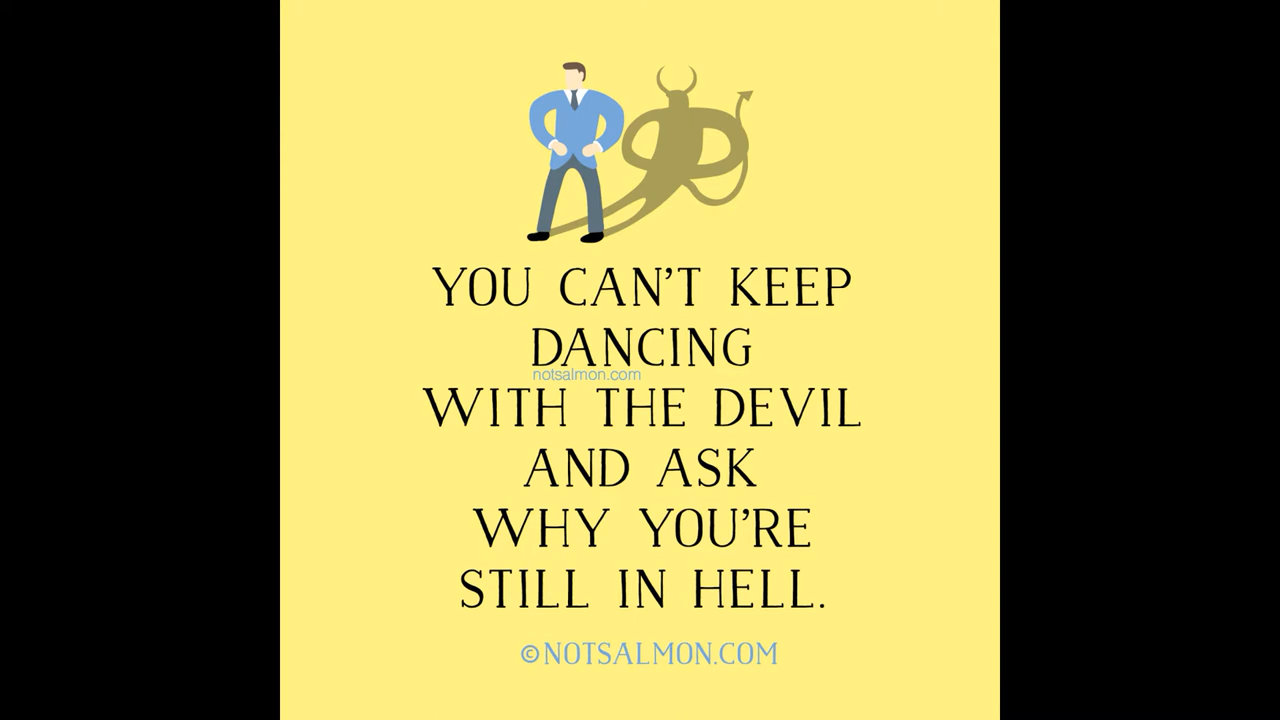 YOU CAN'T KEEP
DANCING
notsalmon.com
WITH THE DEVIL
AND ASK
WHY YOU'RE
STILL IN HELL.
©NOTSALMON.COM